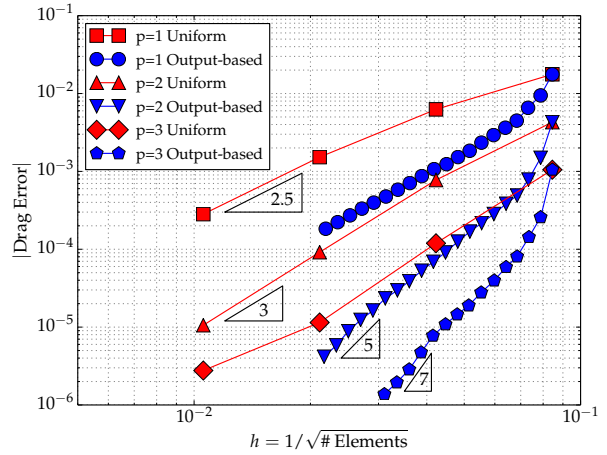 10⁻¹
10⁻²
10⁻³
10⁻⁴
10⁻⁵
10⁻⁶
|Drag Error|
p=1 Uniform
p=1 Output-based
p=2 Uniform
p=2 Output-based
p=3 Uniform
p=3 Output-based
2.5
3
5
7
10⁻²
10⁻¹
h = 1/√# Elements